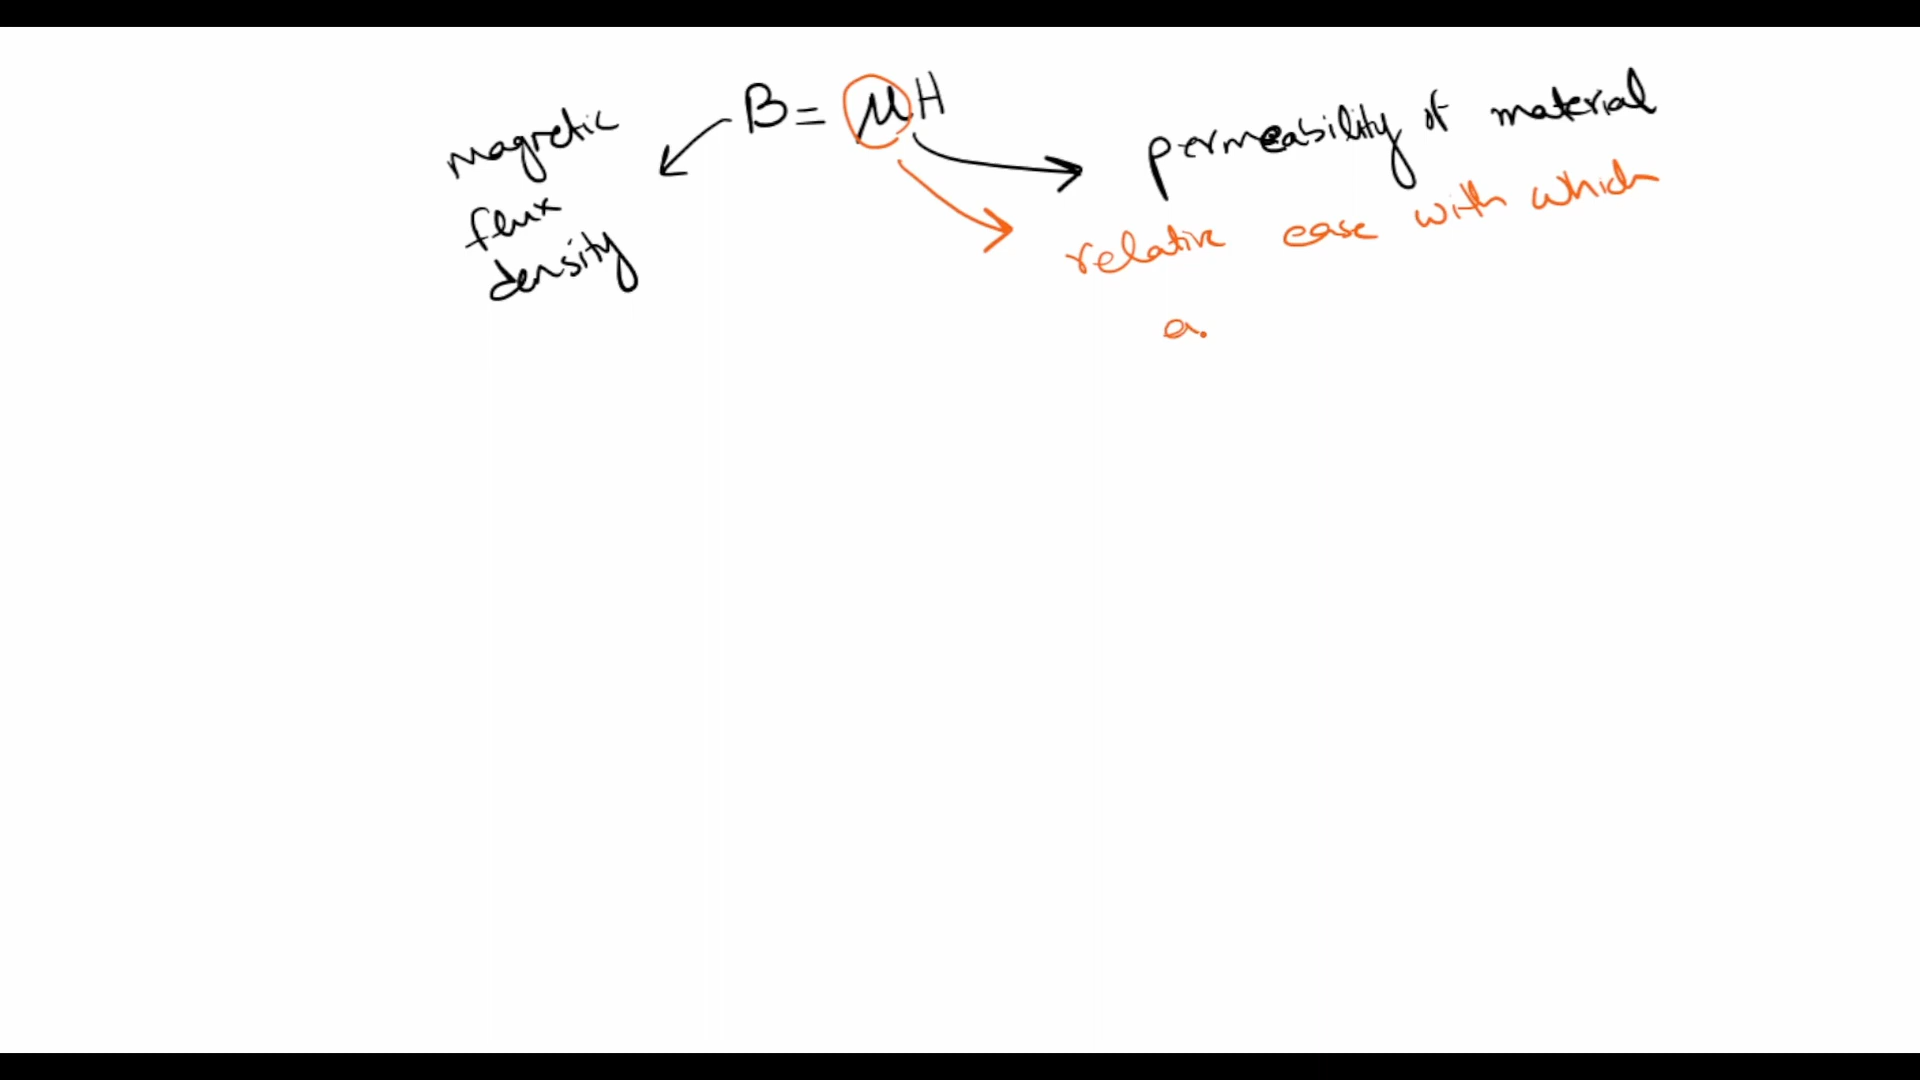 B = μH
magnetic
flux
density
permeability of material
relative ease with which
a